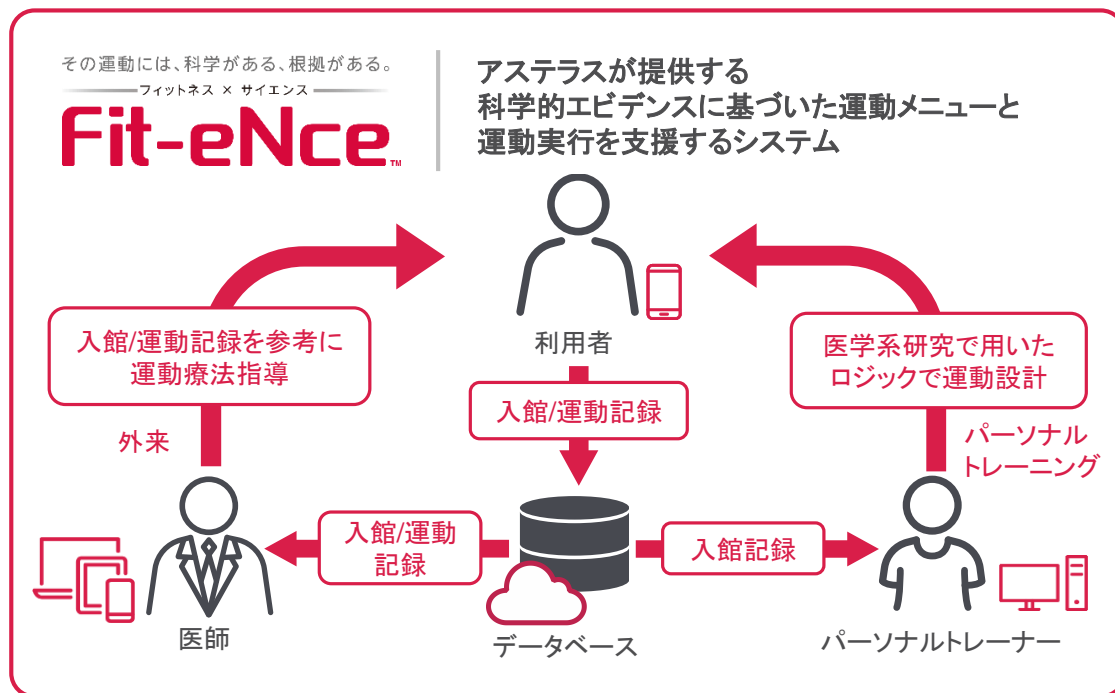 その運動には、科学がある、根拠がある。
フィットネス × サイエンス
Fit-eNce™
アステラスが提供する
科学的エビデンスに基づいた運動メニューと
運動実行を支援するシステム
利用者
入館/運動記録を参考に
運動療法指導
外来
入館/運動記録
医学系研究で用いた
ロジックで運動設計
パーソナル
トレーニング
入館/運動
記録
入館記録
医師
データベース
パーソナルトレーナー